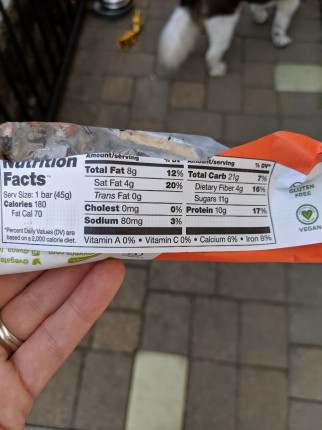 Nutrition
Facts
Serv Size: 1 bar (45g)
Calories 180
Fat Cal 70
*Percent Daily Values (DV) are
based on a 2,000 calorie diet.
Amount/serving % DV*
Total Fat 8g 12%
Sat Fat 4g 20%
Trans Fat 0g
Cholest 0mg 0%
Sodium 80mg 3%
Amount/serving % DV*
Total Carb 21g 7%
Dietary Fiber 4g 16%
Sugars 11g
Protein 10g 17%
Vitamin A 0% • Vitamin C 0% • Calcium 6% • Iron 8%
GLUTEN
FREE
VEGAN